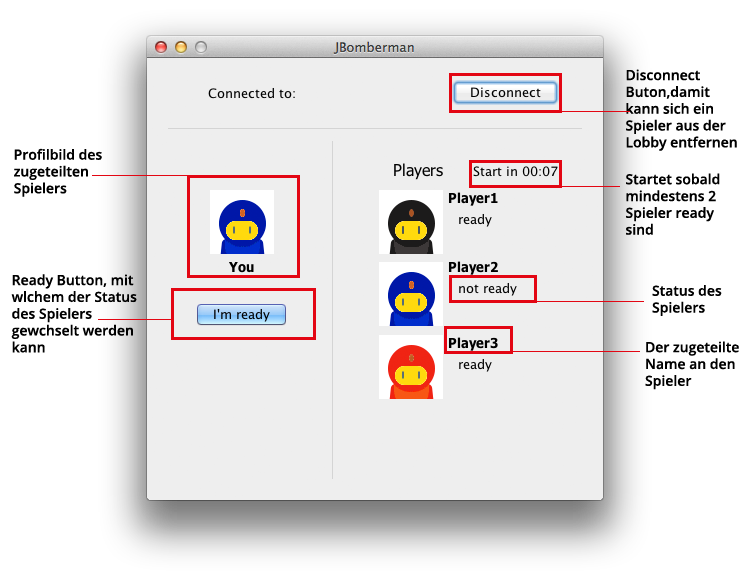 JBomberman
Connected to:
Disconnect
Disconnect
Buton,damit
kann sich ein
Spieler aus der
Lobby entfernen
Profilbild des
zugeteilten
Spielers
Players
Start in 00:07
Startet sobald
mindestens 2
Spieler ready
sind
Player1
ready
You
Player2
not ready
Status des
Spielers
Ready Button, mit
wlchem der Status
des Spielers
gewchselt werden
kann
I'm ready
Player3
ready
Der zugeteilte
Name an den
Spieler